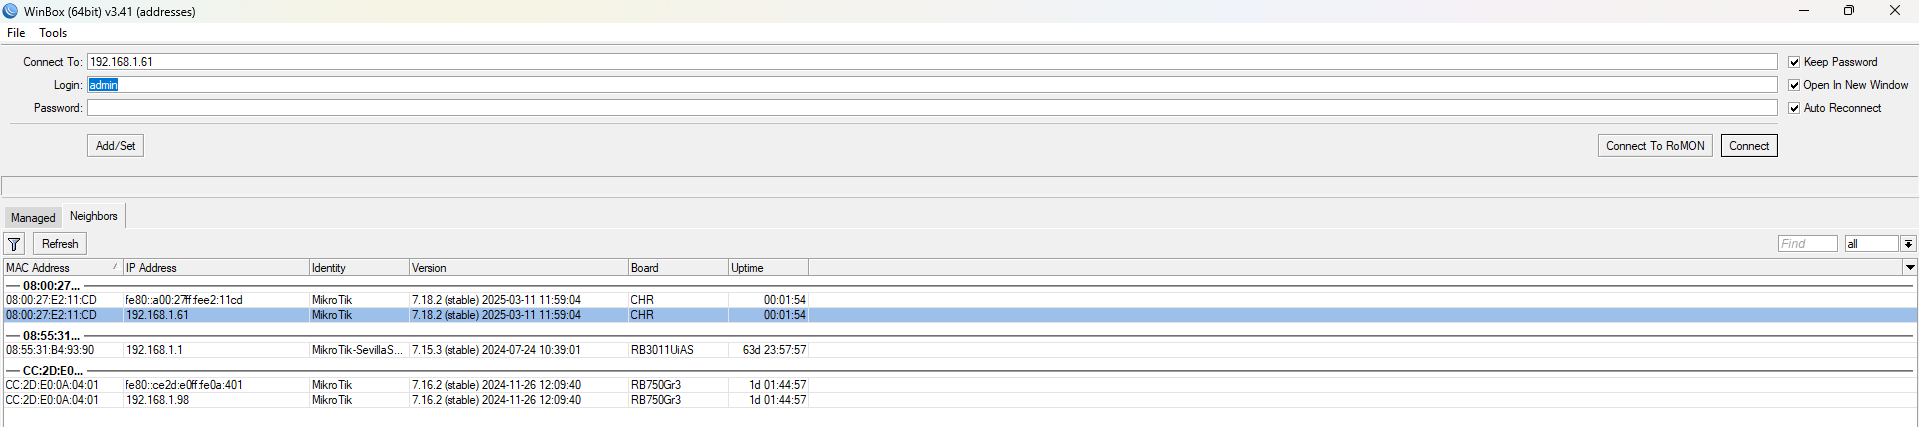 WinBox (64bit) v3.41 (addresses)
File Tools
Connect To: 192.168.1.61 Keep Password
Login: admin Open In New Window
Password: Auto Reconnect
Add/Set Connect To RoMON Connect
Managed Neighbors
Refresh Find all
MAC Address IP Address Identity Version Board Uptime
08:00:27...
08:00:27:E2:11:CD fe80::a00:27ff:fee2:11cd MikroTik 7.18.2 (stable) 2025-03-11 11:59:04 CHR 00:01:54
08:00:27:E2:11:CD 192.168.1.61 MikroTik 7.18.2 (stable) 2025-03-11 11:59:04 CHR 00:01:54
08:55:31...
08:55:31:B4:93:90 192.168.1.1 MikroTik-SevillaS... 7.15.3 (stable) 2024-07-24 10:39:01 RB3011UiAS 63d 23:57:57
CC:2D:E0...
CC:2D:E0:0A:04:01 fe80::ce2d:e0ff:fe0a:401 MikroTik 7.16.2 (stable) 2024-11-26 12:09:40 RB750Gr3 1d 01:44:57
CC:2D:E0:0A:04:01 192.168.1.98 MikroTik 7.16.2 (stable) 2024-11-26 12:09:40 RB750Gr3 1d 01:44:57